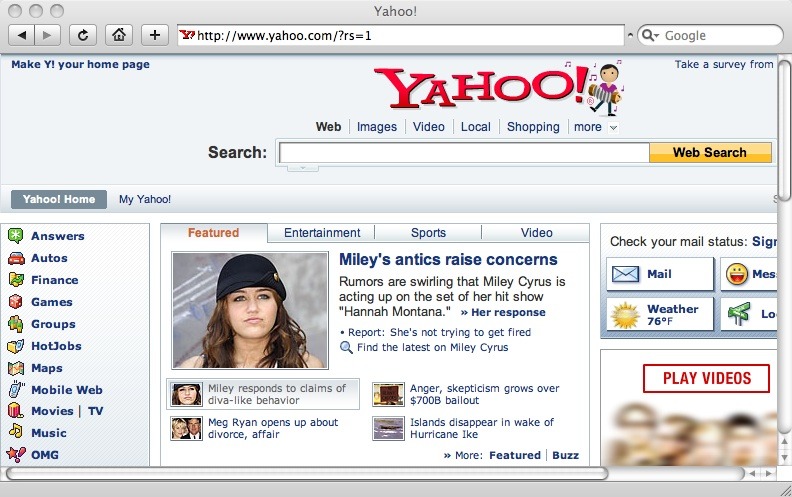 Yahoo!
http://www.yahoo.com/?rs=1
Google
Make Y! your home page
YAHOO!
Take a survey from
Web Images Video Local Shopping more
Search:
Web Search
Yahoo! Home
My Yahoo!
Answers
Autos
Finance
Games
Groups
HotJobs
Maps
Mobile Web
Movies | TV
Music
OMG
Featured
Entertainment
Sports
Video
Miley's antics raise concerns
Rumors are swirling that Miley Cyrus is
acting up on the set of her hit show
"Hannah Montana." » Her response
• Report: She's not trying to get fired
Find the latest on Miley Cyrus
Miley responds to claims of
diva-like behavior
Meg Ryan opens up about
divorce, affair
Anger, skepticism grows over
$700B bailout
Islands disappear in wake of
Hurricane Ike
» More: Featured | Buzz
Check your mail status: Sign
Mail
Mess
Weather
76°F
Lo
PLAY VIDEOS